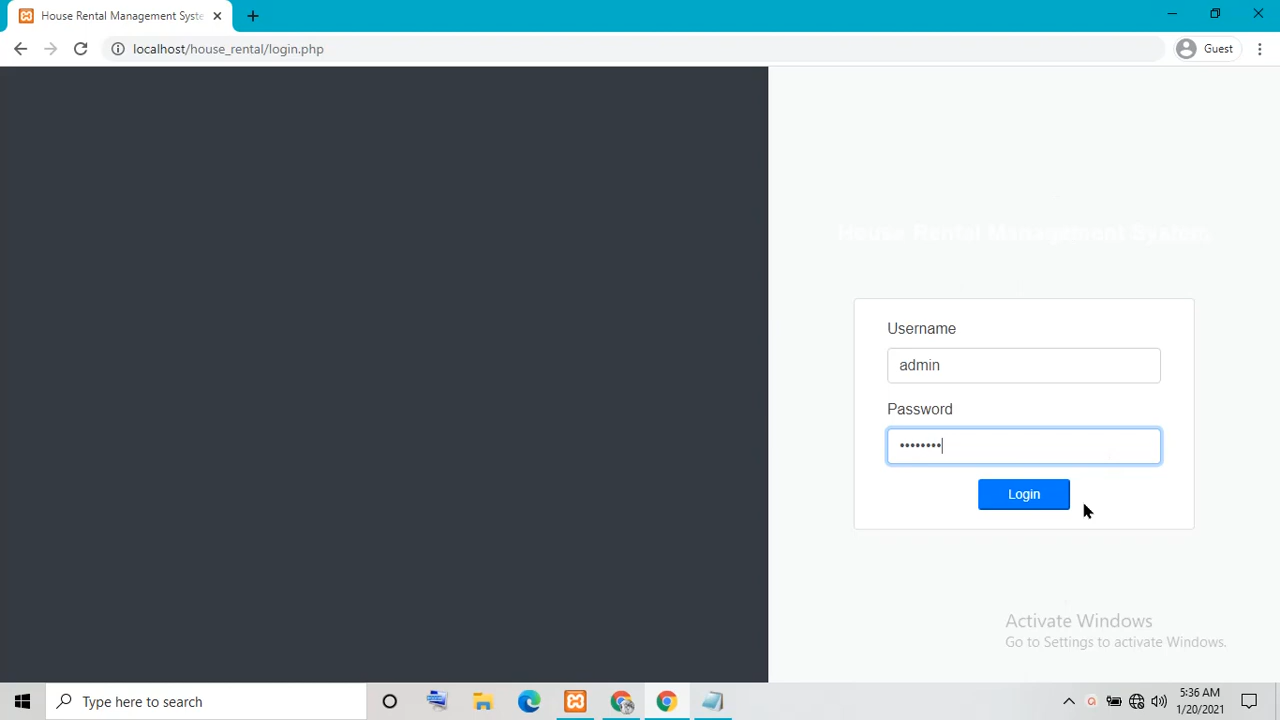 House Rental Management Syste
localhost/house_rental/login.php
Guest
House Rental Management System
Username
admin
Password
••••••••
Login
Activate Windows
Go to Settings to activate Windows.
Type here to search
5:36 AM
1/20/2021